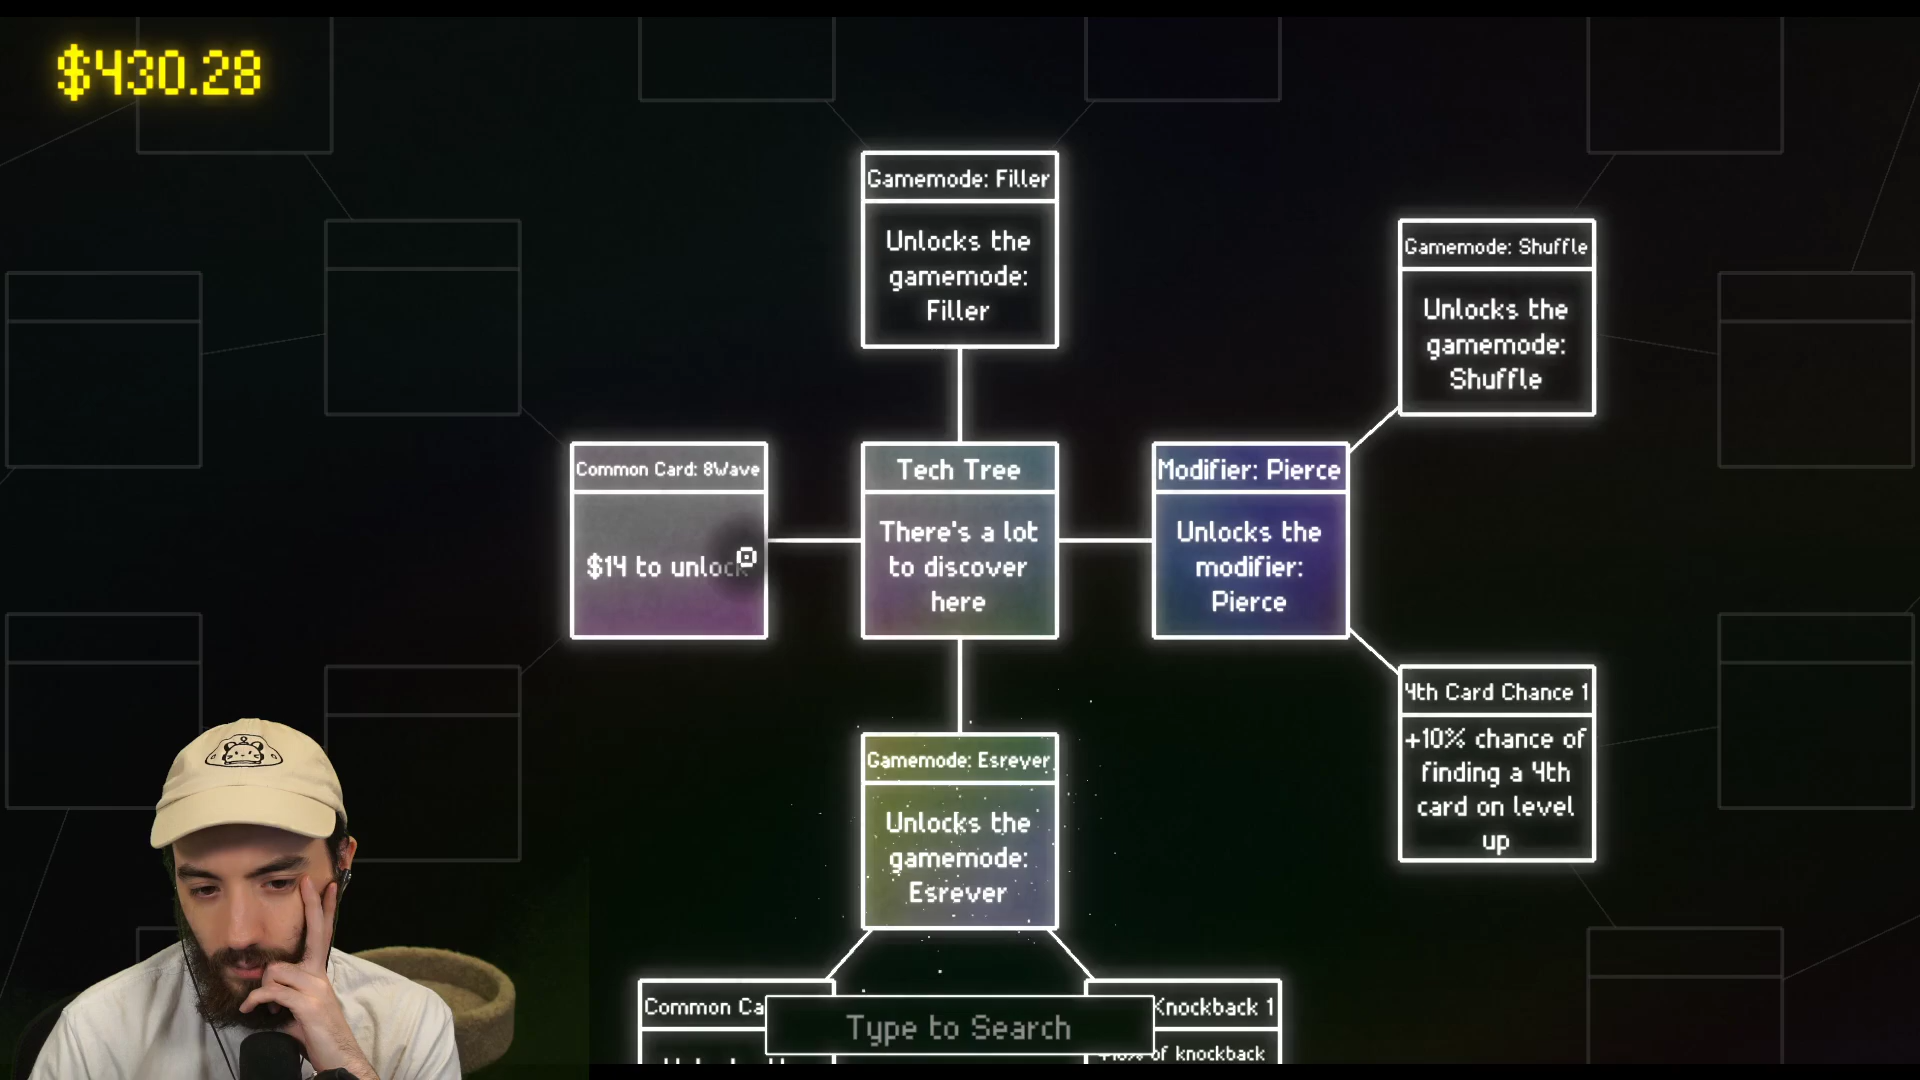 $430.28
Gamemode: Filler
Unlocks the
gamemode:
Filler
Gamemode: Shuffle
Unlocks the
gamemode:
Shuffle
Common Card: 8Wave
$14 to unlock
Tech Tree
There's a lot
to discover
here
Modifier: Pierce
Unlocks the
modifier:
Pierce
4th Card Chance 1
+10% chance of
finding a 4th
card on level
up
Gamemode: Esrever
Unlocks the
gamemode:
Esrever
Common Ca
Knockback 1
of knockback
Type to Search